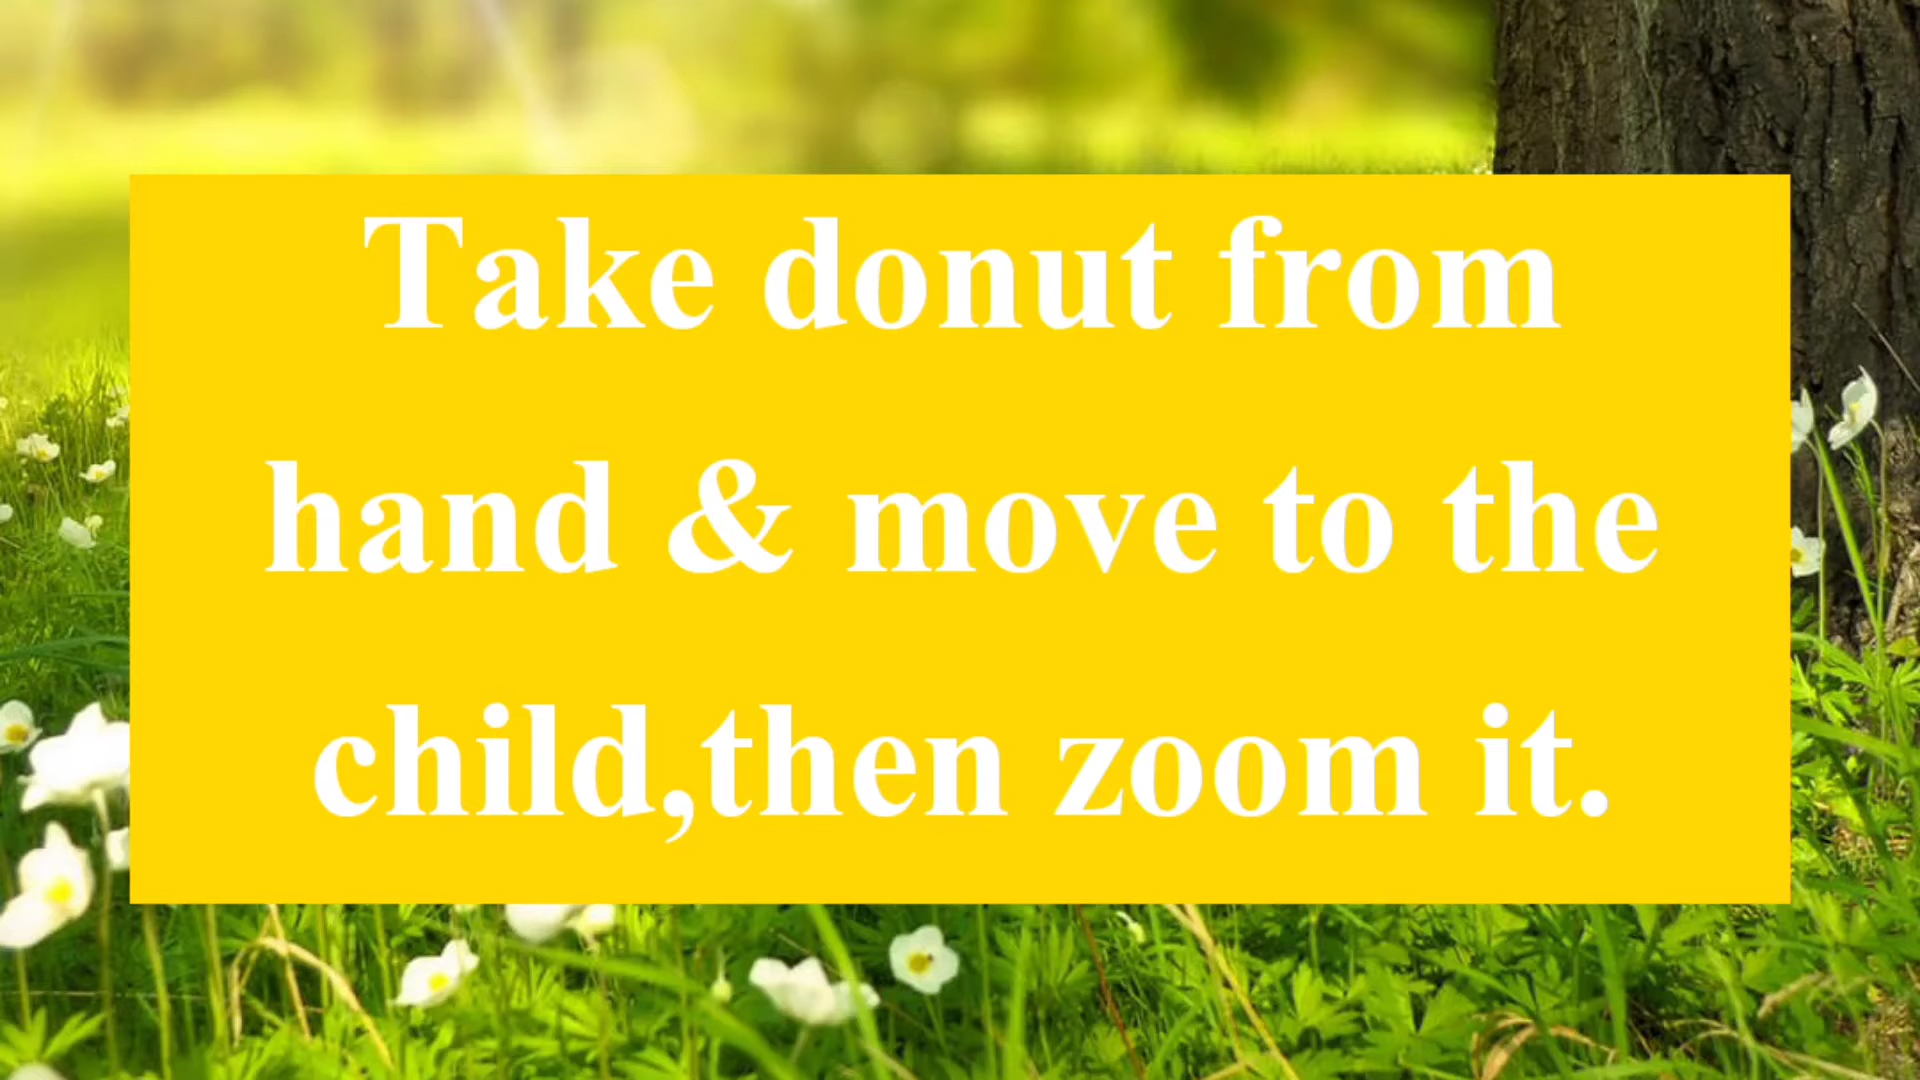 Take donut from
hand & move to the
child,then zoom it.